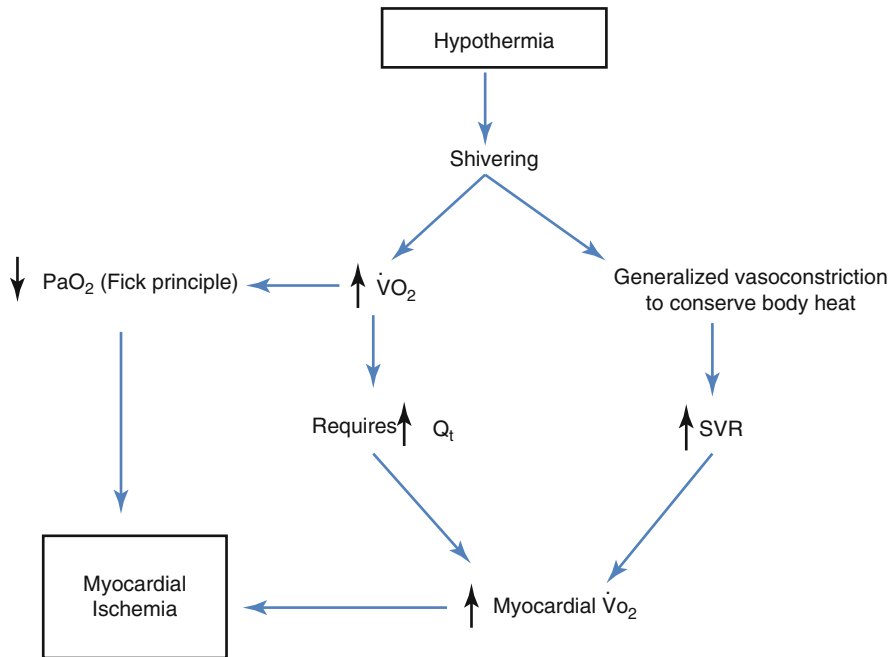 Hypothermia
Shivering
PaO₂ (Fick principle)
V̇O₂
Generalized vasoconstriction
to conserve body heat
Requires Qₜ
SVR
Myocardial
Ischemia
Myocardial V̇o₂